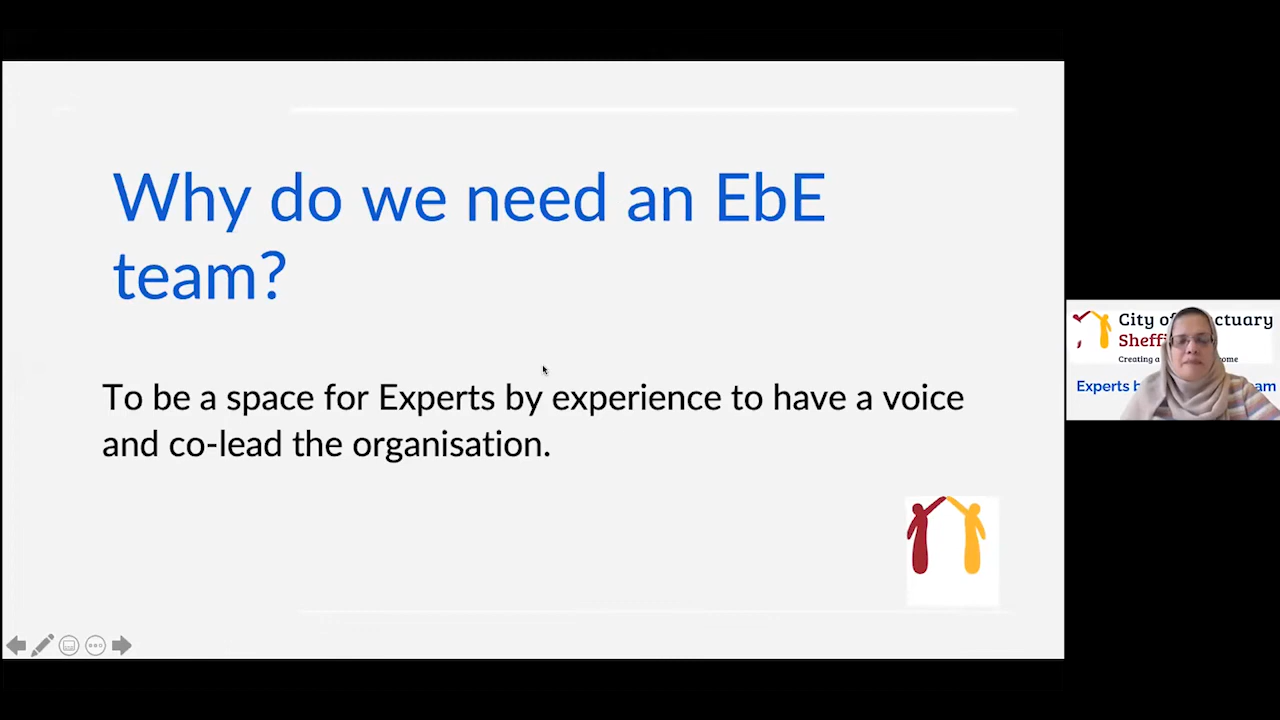 Why do we need an EbE
team?
To be a space for Experts by experience to have a voice
and co-lead the organisation.
City of ctuary
Sheff
Creating a ome
Experts am